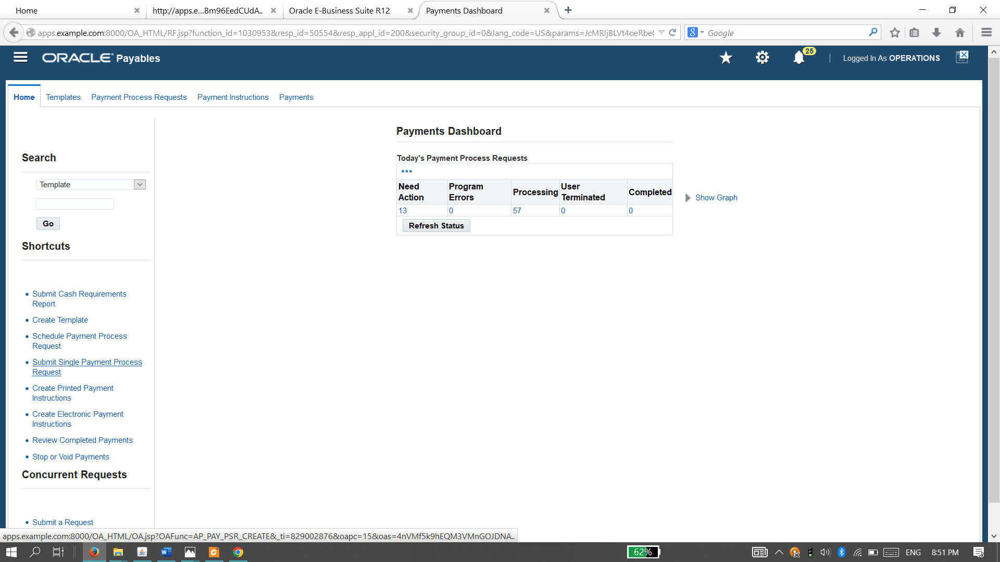 Home
http://apps.e...Bm96EedCUdA..
Oracle E-Business Suite R12
Payments Dashboard
apps.example.com:8000/OA_HTML/RF.jsp?function_id=1030953&resp_id=50554&resp_appl_id=200&security_group_id=0&lang_code=US&params=JcMRIjBLVt4oeRbe
Google
ORACLE Payables
25
Logged In As OPERATIONS
Home
Templates
Payment Process Requests
Payment Instructions
Payments
Payments Dashboard
Search
Today's Payment Process Requests
Template
Need Action
Program Errors
Processing
User Terminated
Completed
Show Graph
13
0
57
0
0
Go
Refresh Status
Shortcuts
Submit Cash Requirements
Report
Create Template
Schedule Payment Process
Request
Submit Single Payment Process
Request
Create Printed Payment
Instructions
Create Electronic Payment
Instructions
Review Completed Payments
Stop or Void Payments
Concurrent Requests
Submit a Request
apps.example.com:8000/OA_HTML/OA.jsp?OAFunc=AP_PAY_PSR_CREATE&_ti=829002876&oapc=15&oas=4nVMf5k9hEQM3VMnGOJDNA..
62%
ENG
8:51 PM